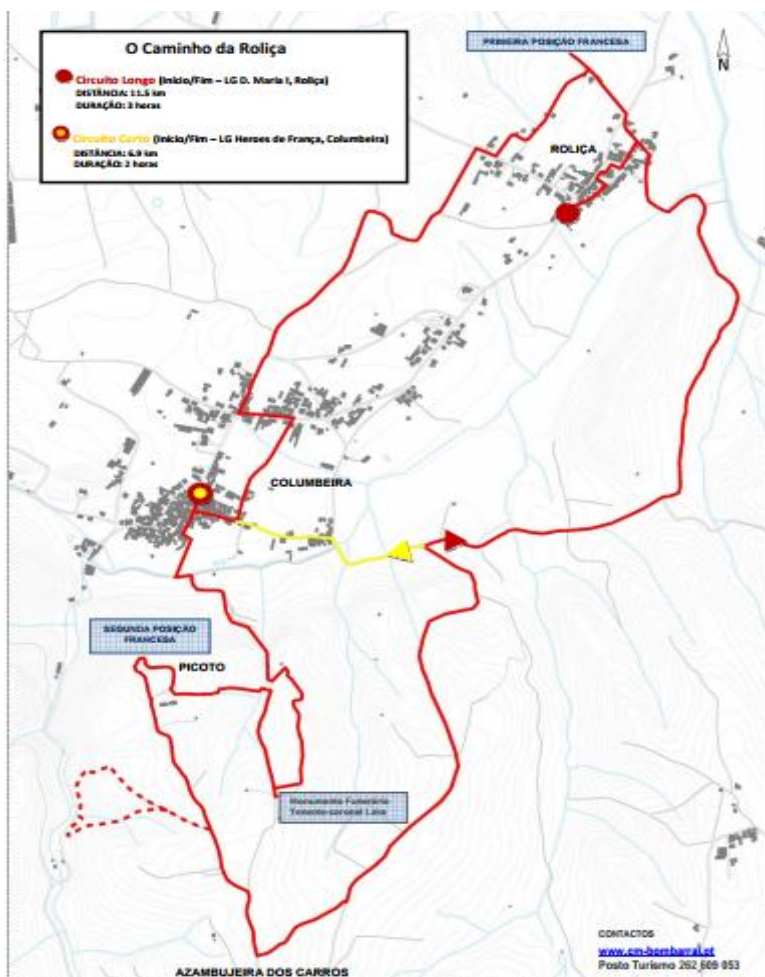 O Caminho da Roliça
Circuito Longo (Início/Fim – LG D. Maria I, Roliça)
DISTÂNCIA: 11.5 km
DURAÇÃO: 3 horas
Circuito Curto (Início/Fim – LG Heroes de França, Columbeira)
DISTÂNCIA: 6.9 km
DURAÇÃO: 2 horas
PRIMEIRA POSIÇÃO FRANCESA
N
ROLIÇA
COLUMBEIRA
SEGUNDA POSIÇÃO
FRANCESA
PICOTO
Monumento Funerário
Tenente-coronel Lake
AZAMBUJEIRA DOS CARROS
CONTACTOS
www.cm-bombarral.pt
Posto Turismo 262 609 053